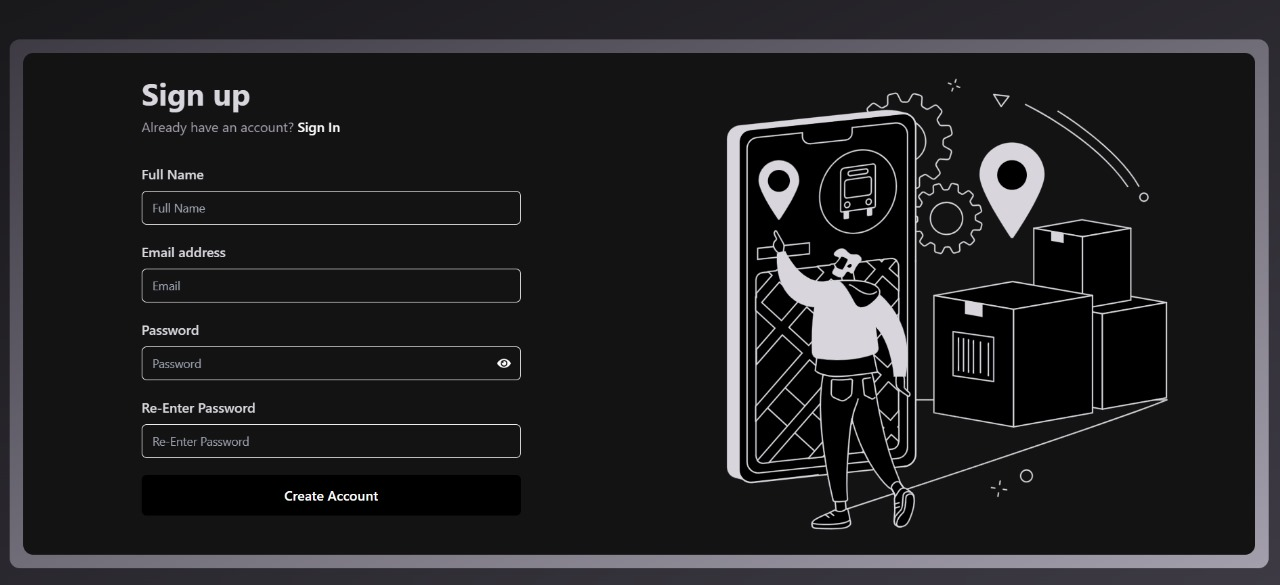 Sign up
Already have an account? Sign In
Full Name
Full Name
Email address
Email
Password
Password
Re-Enter Password
Re-Enter Password
Create Account